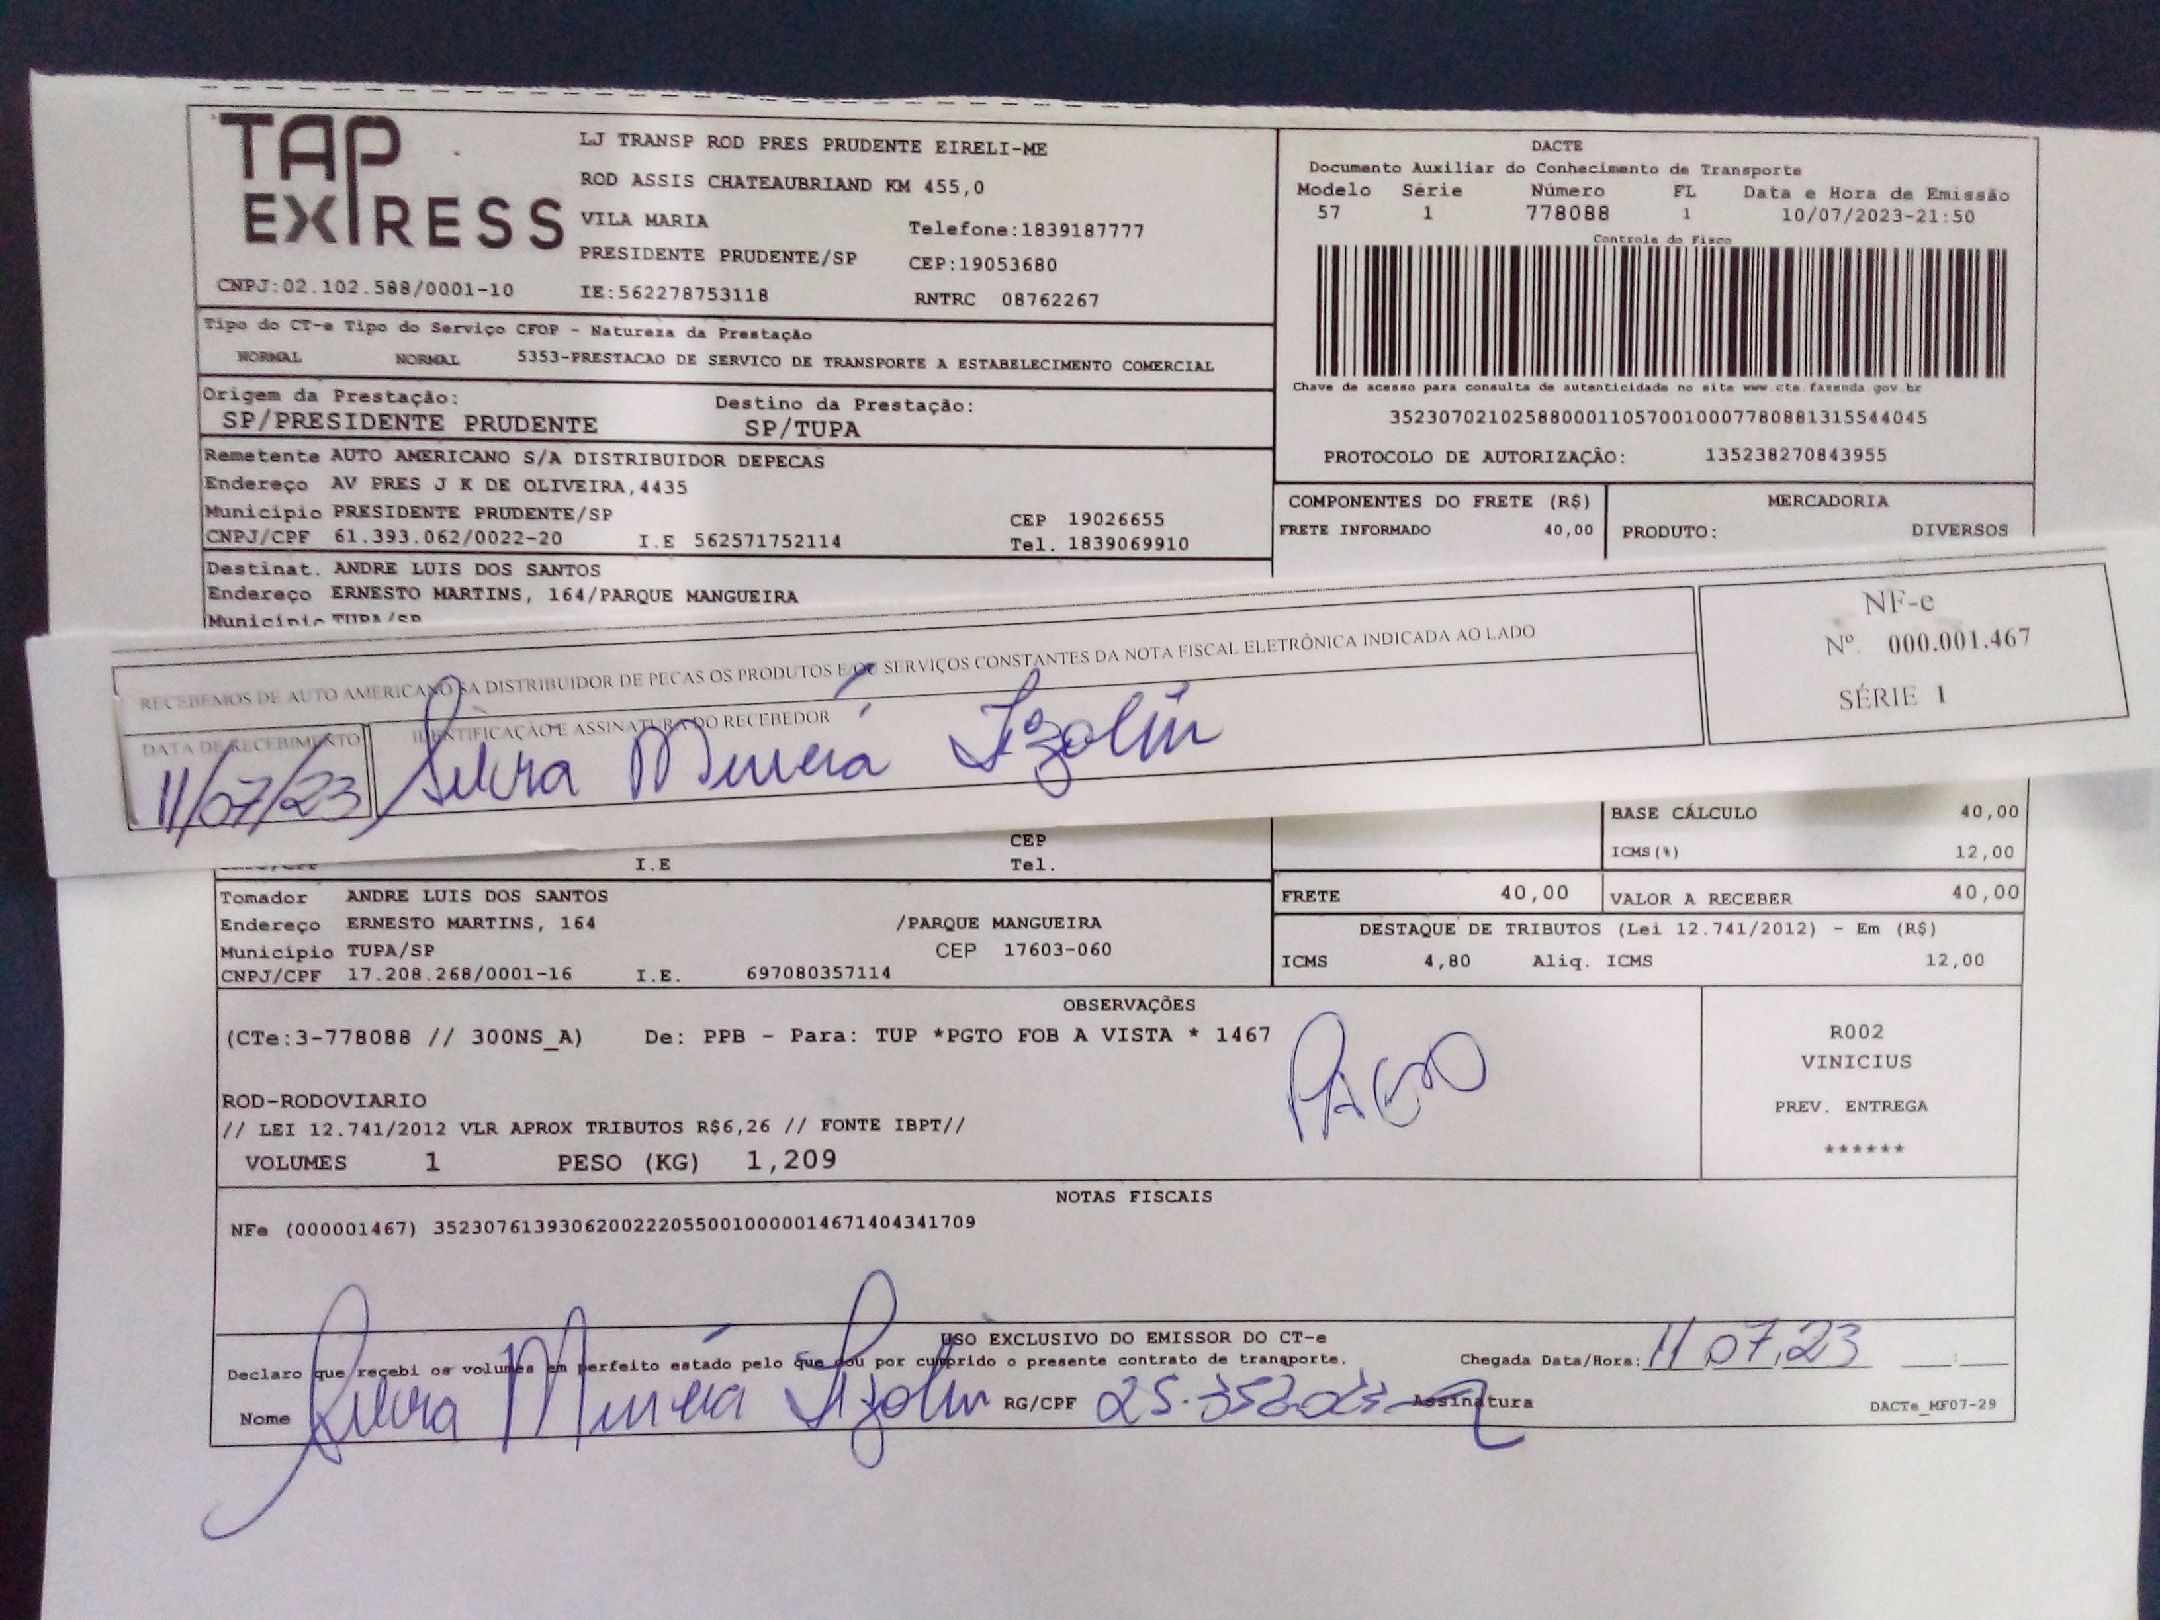 TAP EXPRESS
LJ TRANSP ROD PRES PRUDENTE EIRELI-ME
ROD ASSIS CHATEAUBRIAND KM 455,0
VILA MARIA Telefone:1839187777
PRESIDENTE PRUDENTE/SP CEP:19053680
CNPJ:02.102.588/0001-10 IE:562278753118 RNTRC 08762267
DACTE
Documento Auxiliar do Conhecimento de Transporte
Modelo Série Número FL Data e Hora de Emissão
57 1 778088 1 10/07/2023-21:50
Controle do Fisco
Chave de acesso para consulta de autenticidade no site www.cte.fazenda.gov.br
35230702102588000110570010007780881315544045
PROTOCOLO DE AUTORIZAÇÃO: 135238270843955
Tipo do CT-e Tipo do Serviço CFOP - Natureza da Prestação
NORMAL NORMAL 5353-PRESTACAO DE SERVICO DE TRANSPORTE A ESTABELECIMENTO COMERCIAL
Origem da Prestação: Destino da Prestação:
SP/PRESIDENTE PRUDENTE SP/TUPA
Remetente AUTO AMERICANO S/A DISTRIBUIDOR DEPECAS
Endereço AV PRES J K DE OLIVEIRA,4435
Município PRESIDENTE PRUDENTE/SP CEP 19026655
CNPJ/CPF 61.393.062/0022-20 I.E 562571752114 Tel. 1839069910
COMPONENTES DO FRETE (R$) MERCADORIA
FRETE INFORMADO 40,00 PRODUTO: DIVERSOS
Destinat. ANDRE LUIS DOS SANTOS
Endereço ERNESTO MARTINS, 164/PARQUE MANGUEIRA
Município TUPA/SP
RECEBEMOS DE AUTO AMERICANO SA DISTRIBUIDOR DE PECAS OS PRODUTOS E/OU SERVIÇOS CONSTANTES DA NOTA FISCAL ELETRÔNICA INDICADA AO LADO
NF-e
Nº. 000.001.467
SÉRIE 1
DATA DE RECEBIMENTO IDENTIFICAÇÃO E ASSINATURA DO RECEBEDOR
11/07/23
CEP
CNPJ/CPF I.E Tel.
BASE CÁLCULO 40,00
ICMS(%) 12,00
FRETE 40,00 VALOR A RECEBER 40,00
DESTAQUE DE TRIBUTOS (Lei 12.741/2012) - Em (R$)
ICMS 4,80 Aliq. ICMS 12,00
Tomador ANDRE LUIS DOS SANTOS
Endereço ERNESTO MARTINS, 164 /PARQUE MANGUEIRA
Município TUPA/SP CEP 17603-060
CNPJ/CPF 17.208.268/0001-16 I.E. 697080357114
OBSERVAÇÕES
(CTe:3-778088 // 300NS_A) De: PPB - Para: TUP *PGTO FOB A VISTA * 1467
PAGO
ROD-RODOVIARIO
// LEI 12.741/2012 VLR APROX TRIBUTOS R$6,26 // FONTE IBPT//
VOLUMES 1 PESO (KG) 1,209
R002
VINICIUS
PREV. ENTREGA
******
NOTAS FISCAIS
NFe (000001467) 35230761393062002220550010000014671404341709
USO EXCLUSIVO DO EMISSOR DO CT-e
Declaro que recebi os volumes em perfeito estado pelo que dou por cumprido o presente contrato de transporte. Chegada Data/Hora: 11 07 23
Nome RG/CPF Assinatura DACTe_MF07-29